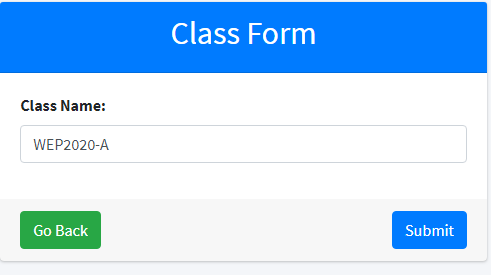 Class Form
Class Name:
WEP2020-A
Go Back
Submit